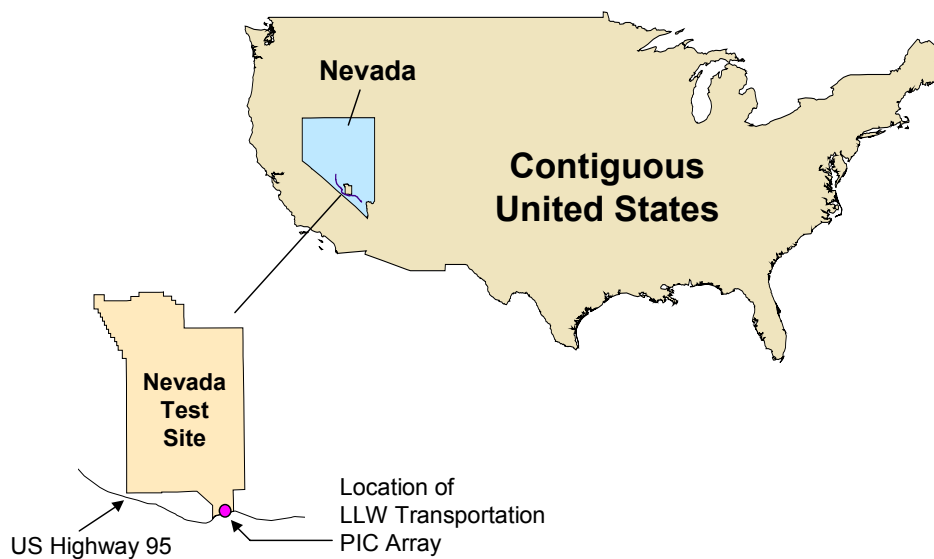 Nevada
Contiguous
United States
Nevada
Test
Site
Location of
LLW Transportation
PIC Array
US Highway 95